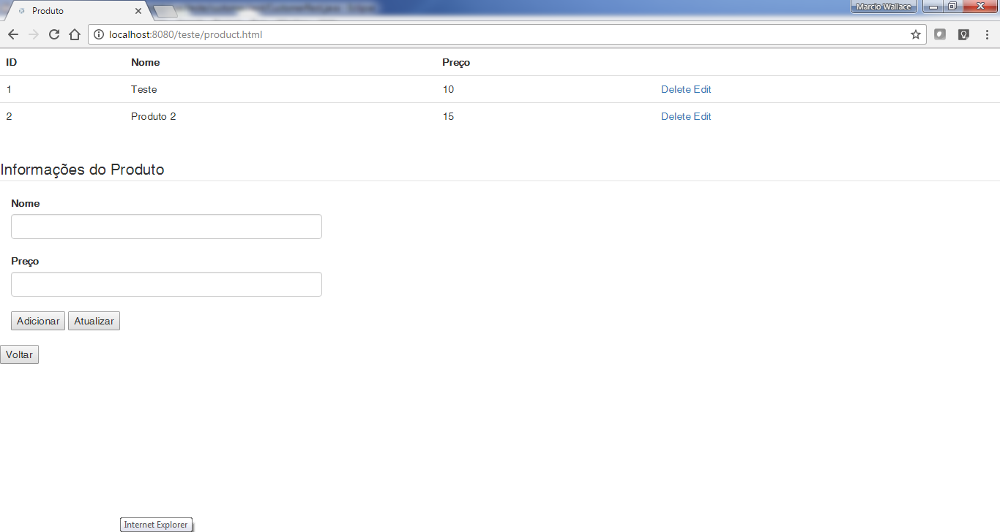 Produto
Marcio Wallace
localhost:8080/teste/product.html
ID Nome Preço
1 Teste 10 Delete Edit
2 Produto 2 15 Delete Edit
Informações do Produto
Nome
Preço
Adicionar Atualizar
Voltar
Internet Explorer